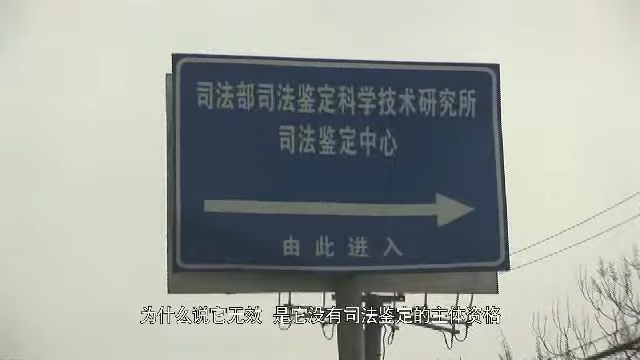 司法部司法鉴定科学技术研究所
司法鉴定中心
由此进入
为什么说它无效 是它没有司法鉴定的主体资格